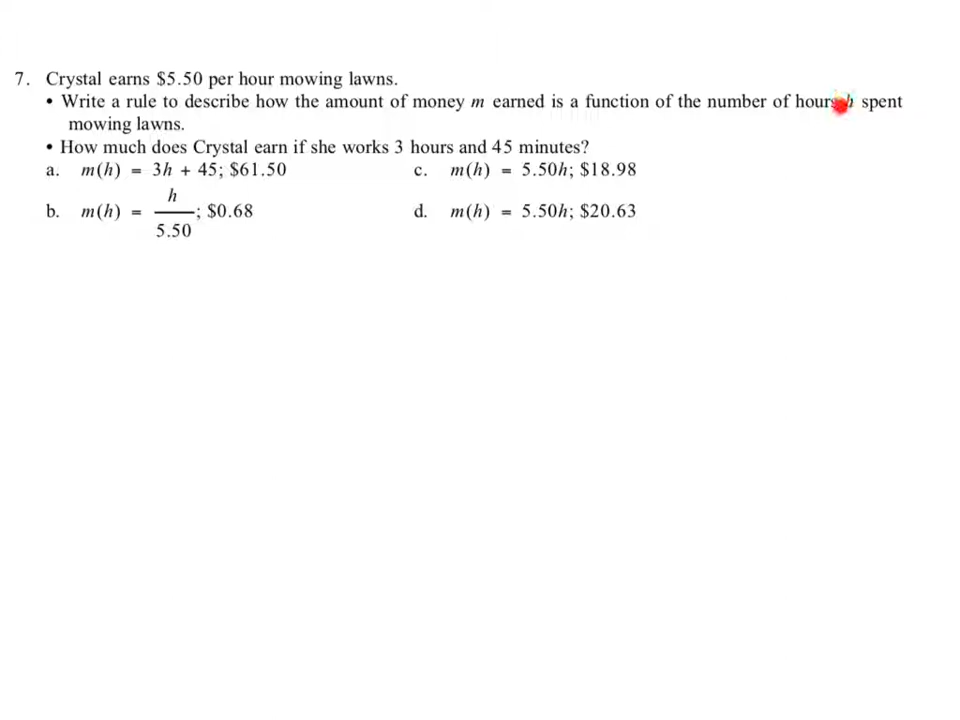 7. Crystal earns $5.50 per hour mowing lawns.
• Write a rule to describe how the amount of money m earned is a function of the number of hours h spent
mowing lawns.
• How much does Crystal earn if she works 3 hours and 45 minutes?
a. m(h) = 3h + 45; $61.50
b. m(h) = h/5.50; $0.68
c. m(h) = 5.50h; $18.98
d. m(h) = 5.50h; $20.63